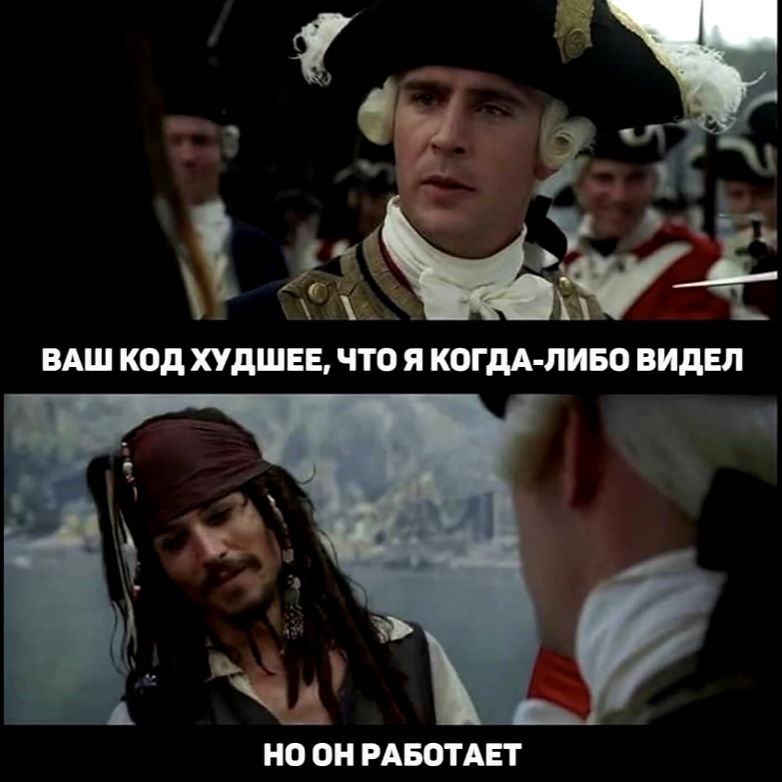 ВАШ КОД ХУДШЕЕ, ЧТО Я КОГДА-ЛИБО ВИДЕЛ
НО ОН РАБОТАЕТ